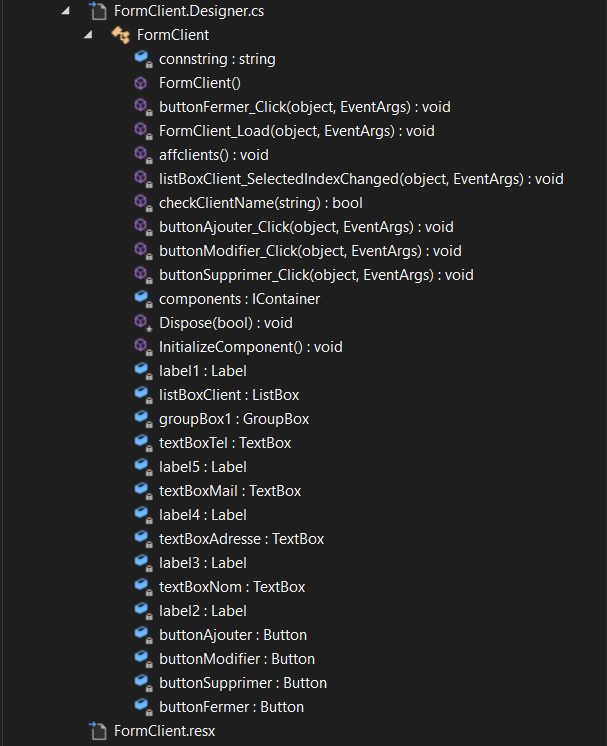 FormClient.Designer.cs
FormClient
connstring : string
FormClient()
buttonFermer_Click(object, EventArgs) : void
FormClient_Load(object, EventArgs) : void
affclients() : void
listBoxClient_SelectedIndexChanged(object, EventArgs) : void
checkClientName(string) : bool
buttonAjouter_Click(object, EventArgs) : void
buttonModifier_Click(object, EventArgs) : void
buttonSupprimer_Click(object, EventArgs) : void
components : IContainer
Dispose(bool) : void
InitializeComponent() : void
label1 : Label
listBoxClient : ListBox
groupBox1 : GroupBox
textBoxTel : TextBox
label5 : Label
textBoxMail : TextBox
label4 : Label
textBoxAdresse : TextBox
label3 : Label
textBoxNom : TextBox
label2 : Label
buttonAjouter : Button
buttonModifier : Button
buttonSupprimer : Button
buttonFermer : Button
FormClient.resx